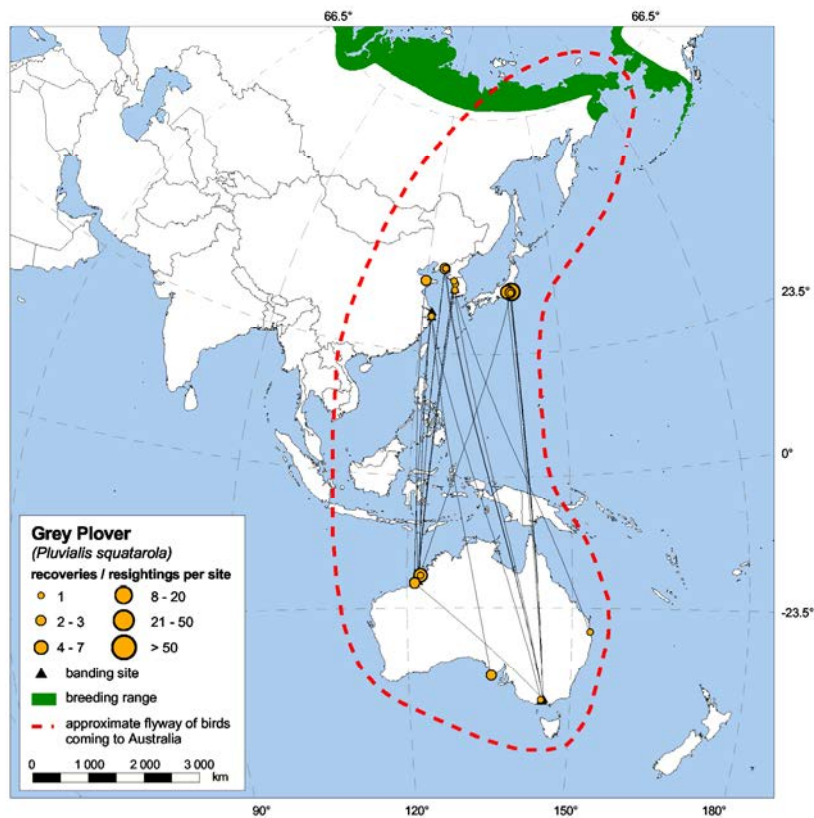 66.5°
66.5°
23.5°
0°
-23.5°
Grey Plover
(Pluvialis squatarola)
recoveries / resightings per site
1
8 - 20
2 - 3
21 - 50
4 - 7
> 50
banding site
breeding range
approximate flyway of birds
coming to Australia
0 1 000 2 000 3 000
km
90°
120°
150°
180°